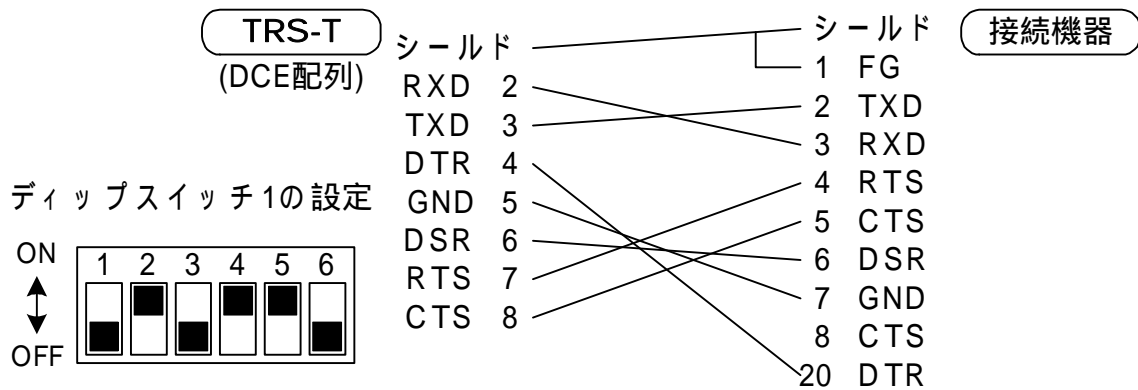 TRS-T
(DCE配列)
シールド
RXD 2
TXD 3
DTR 4
GND 5
DSR 6
RTS 7
CTS 8
シールド
接続機器
1 FG
2 TXD
3 RXD
4 RTS
5 CTS
6 DSR
7 GND
8 CTS
20 DTR
ディップスイッチ1の設定
ON
1 2 3 4 5 6
OFF